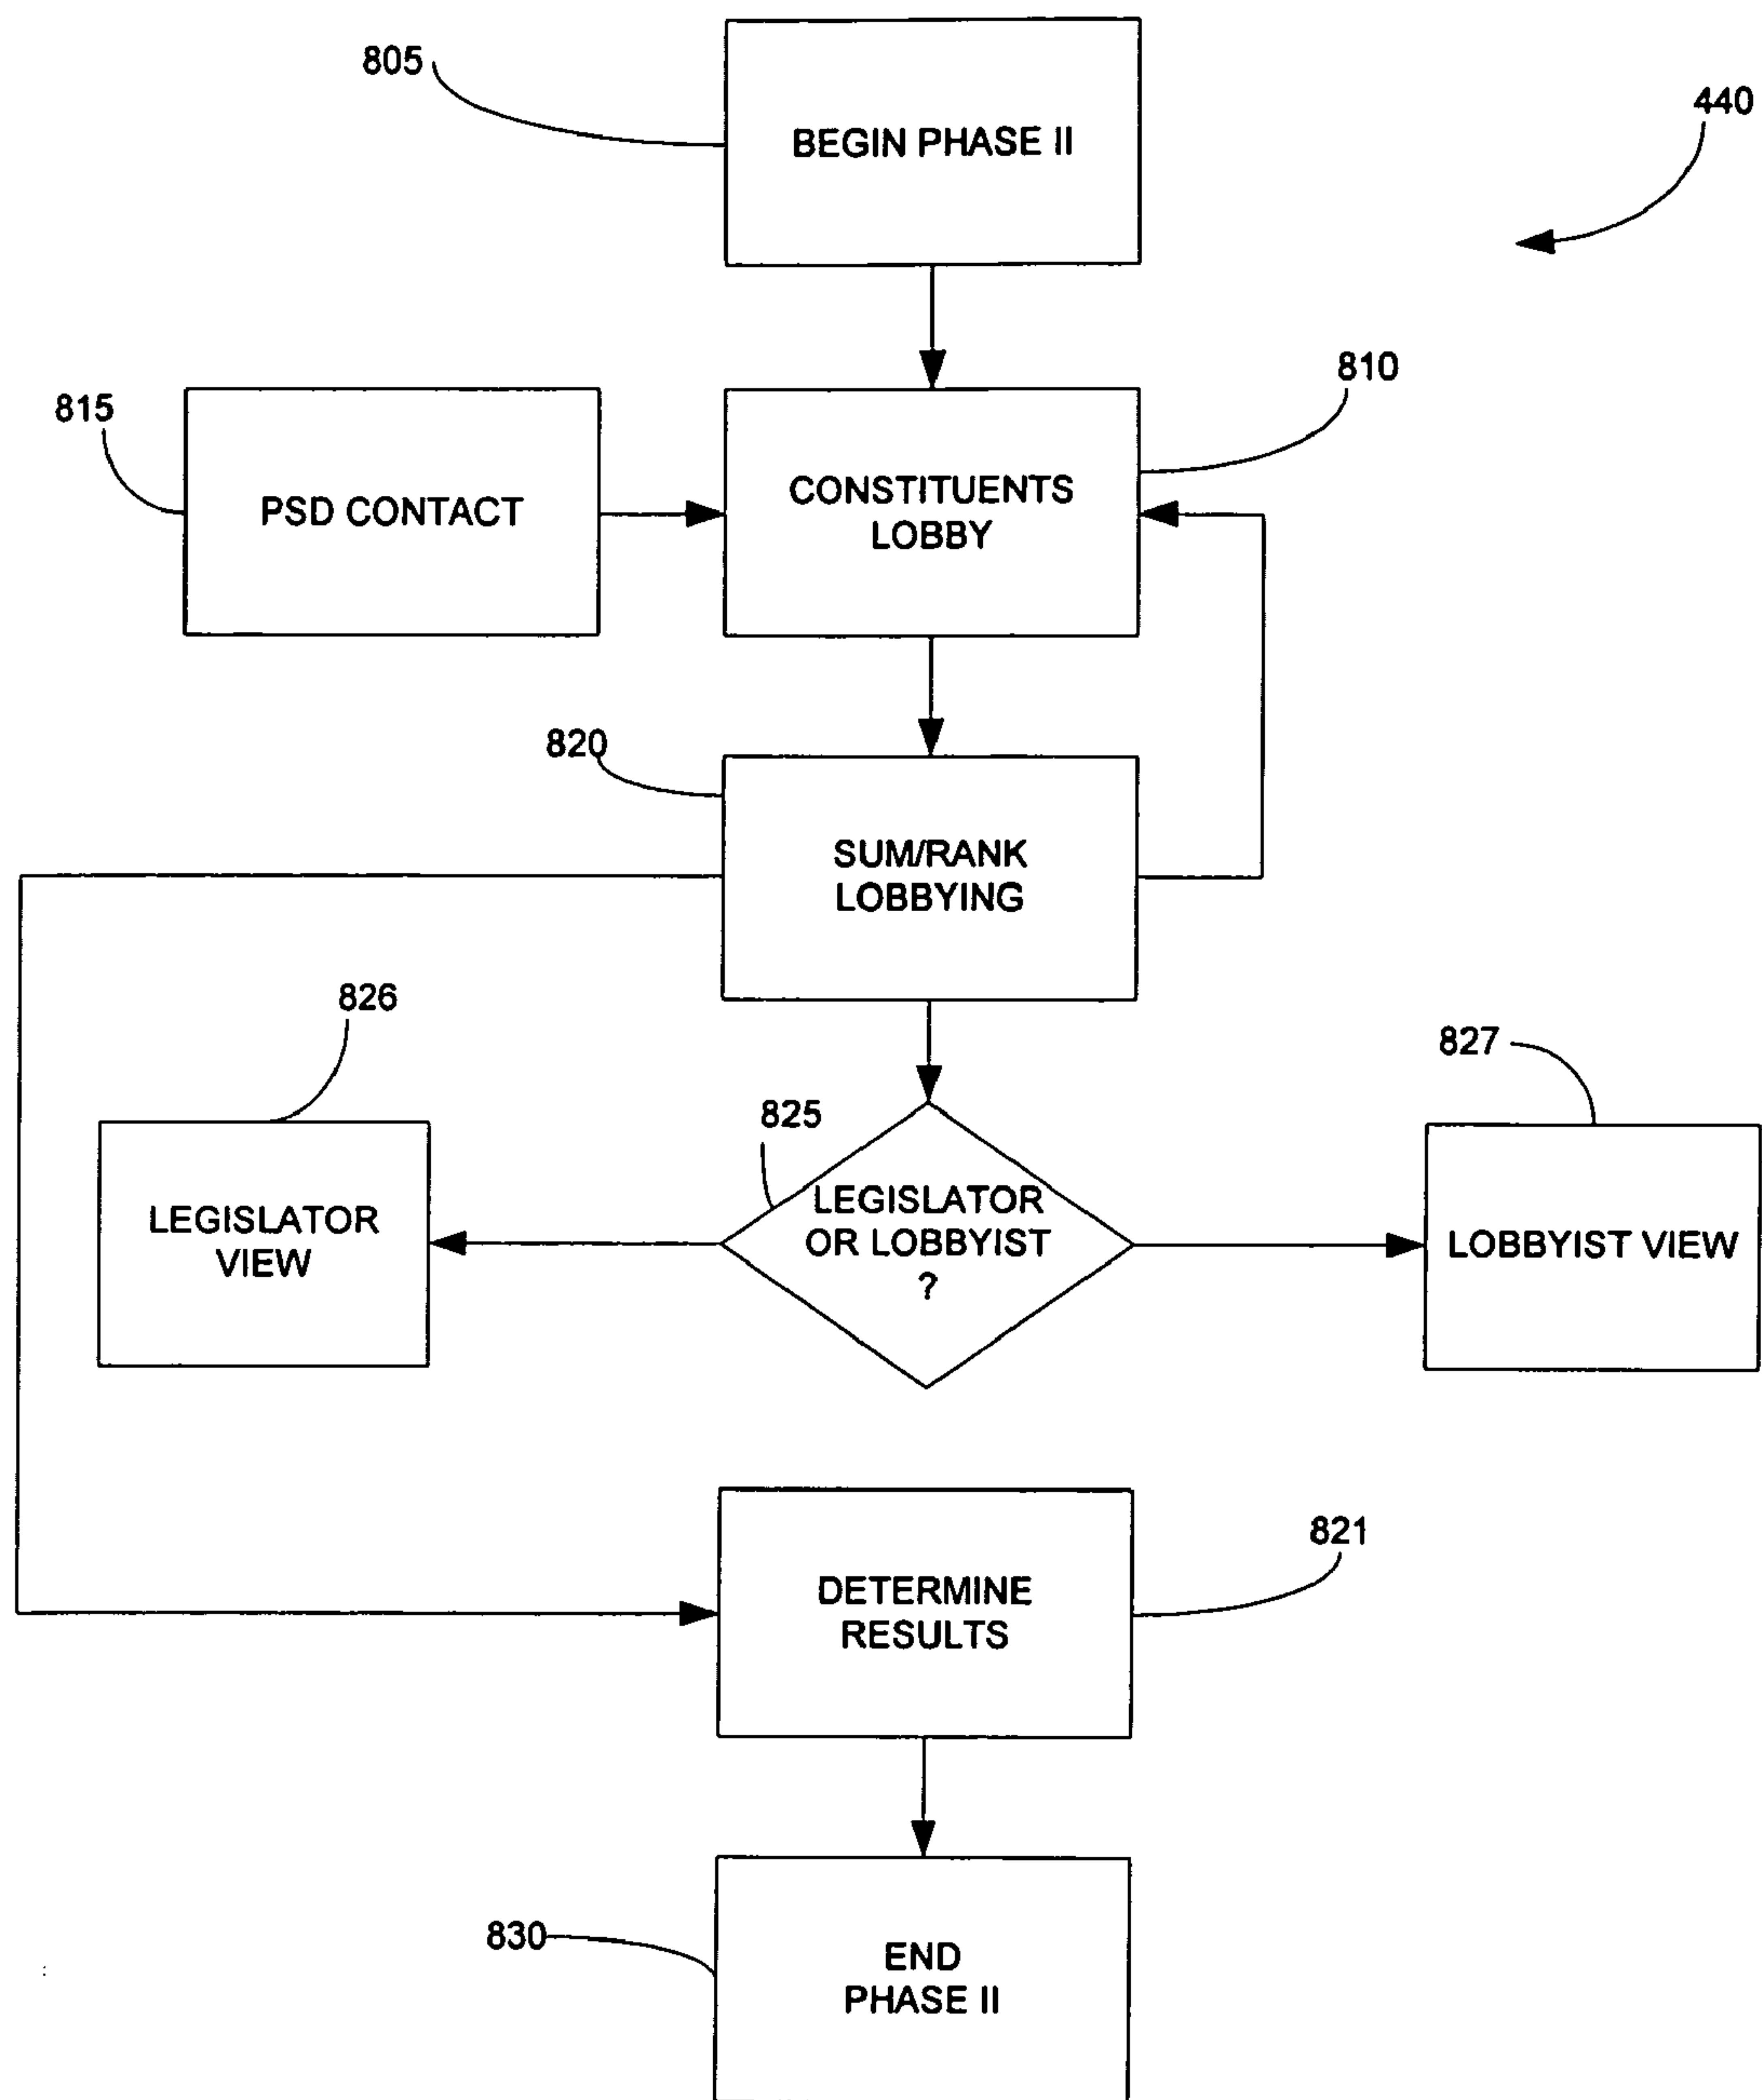 805
BEGIN PHASE II
440
815
PSD CONTACT
CONSTITUENTS
LOBBY
810
820
SUM/RANK
LOBBYING
826
LEGISLATOR
VIEW
825
LEGISLATOR
OR LOBBYIST
?
827
LOBBYIST VIEW
DETERMINE
RESULTS
821
830
END
PHASE II